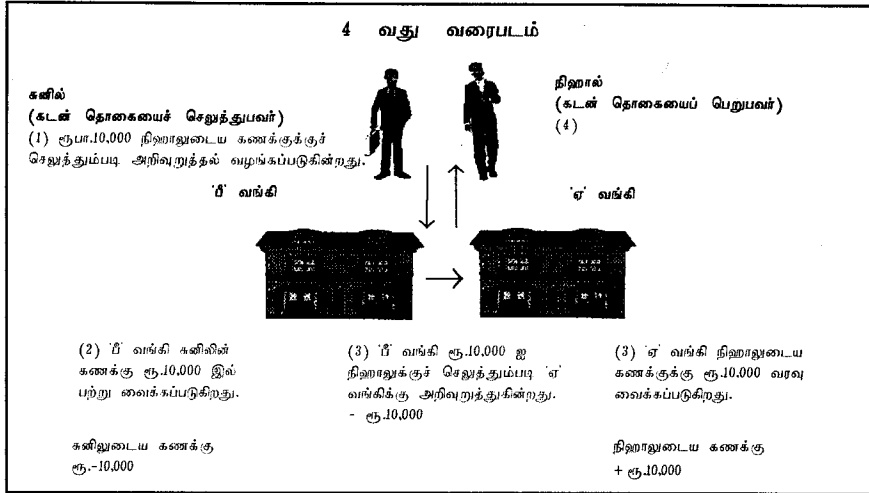 4 வது வரைபடம்
சுனில்
(கடன் தொகையைச் செலுத்துபவர்)
(1) ரூபா.10,000 நிஹாலுடைய கணக்குக்குச்
செலுத்தும்படி அறிவுறுத்தல் வழங்கப்படுகின்றது.
நிஹால்
(கடன் தொகையைப் பெறுபவர்)
(4)
'பீ' வங்கி
'ஏ' வங்கி
(2) 'பீ' வங்கி சுனிலின்
கணக்கு ரூ.10,000 இல்
பற்று வைக்கப்படுகிறது.
சுனிலுடைய கணக்கு
ரூ.-10,000
(3) 'பீ' வங்கி ரூ.10,000 ஐ
நிஹாலுக்குச் செலுத்தும்படி 'ஏ'
வங்கிக்கு அறிவுறுத்துகின்றது.
- ரூ.10,000
(3) 'ஏ' வங்கி நிஹாலுடைய
கணக்குக்கு ரூ.10,000 வரவு
வைக்கப்படுகிறது.
நிஹாலுடைய கணக்கு
+ ரூ.10,000